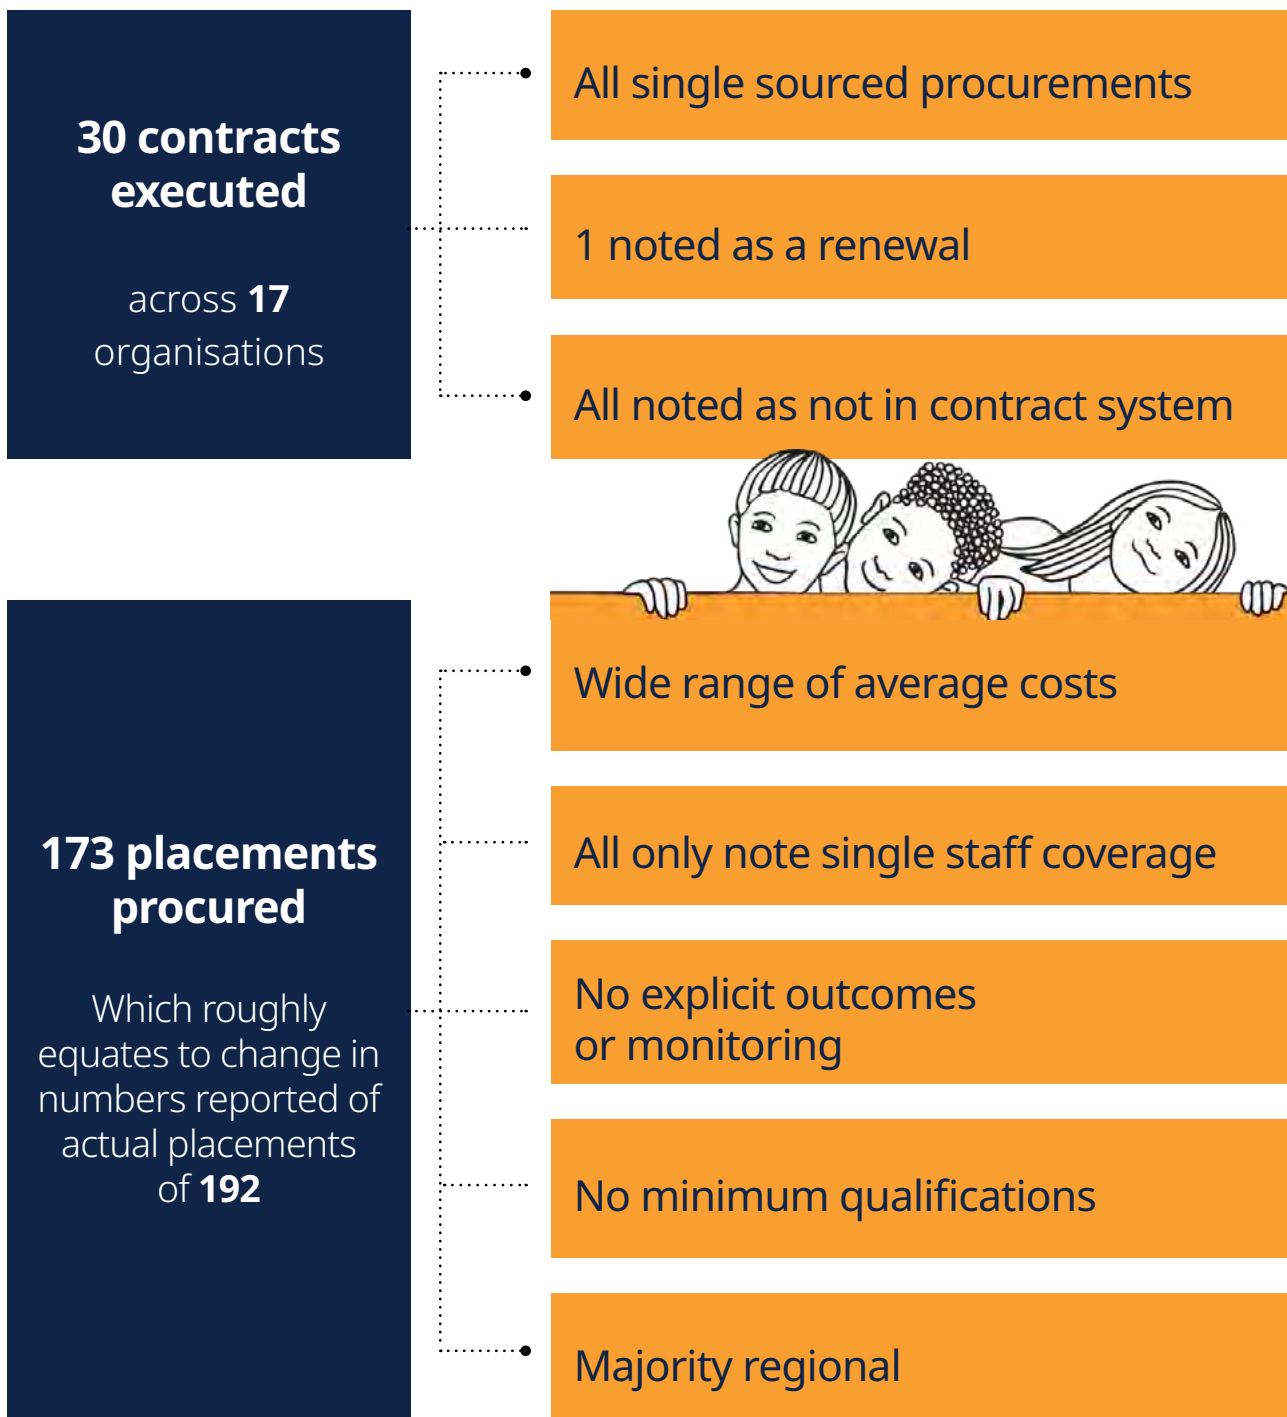 30 contracts
executed
across 17
organisations
All single sourced procurements
1 noted as a renewal
All noted as not in contract system
173 placements
procured
Which roughly
equates to change in
numbers reported of
actual placements
of 192
Wide range of average costs
All only note single staff coverage
No explicit outcomes
or monitoring
No minimum qualifications
Majority regional